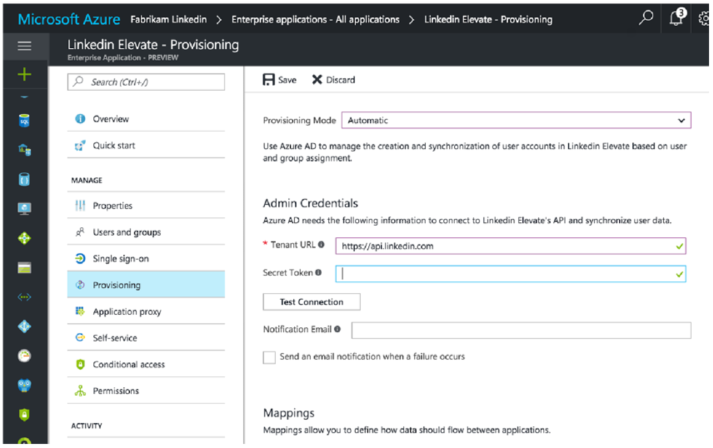 Microsoft Azure Fabrikam Linkedin > Enterprise applications - All applications > LinkedIn Elevate - Provisioning
3
Linkedin Elevate - Provisioning
Enterprise Application - PREVIEW
Search (Ctrl+/)
Overview
Quick start
MANAGE
Properties
Users and groups
Single sign-on
Provisioning
Application proxy
Self-service
Conditional access
Permissions
ACTIVITY
Save Discard
Provisioning Mode Automatic
Use Azure AD to manage the creation and synchronization of user accounts in Linkedin Elevate based on user
and group assignment.
Admin Credentials
Azure AD needs the following information to connect to Linkedin Elevate's API and synchronize user data.
* Tenant URL https://api.linkedin.com
Secret Token
Test Connection
Notification Email
Send an email notification when a failure occurs
Mappings
Mappings allow you to define how data should flow between applications.